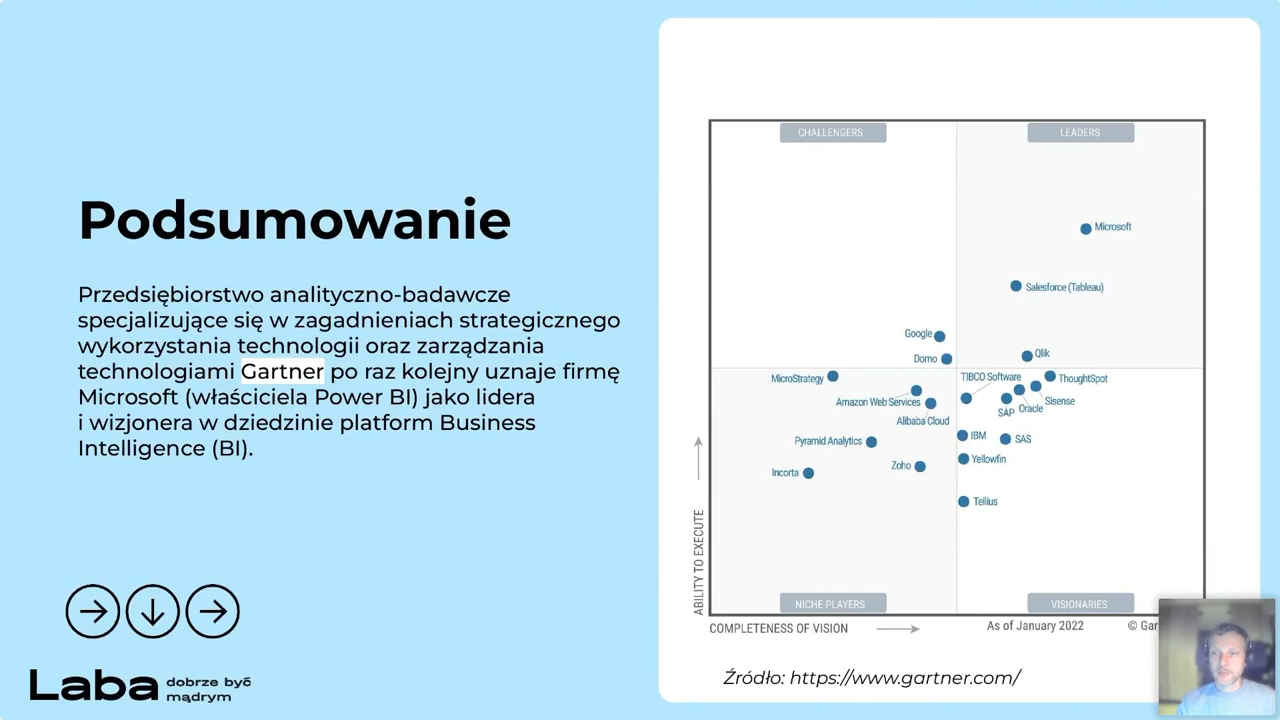 Podsumowanie
Przedsiębiorstwo analityczno-badawcze
specjalizujące się w zagadnieniach strategicznego
wykorzystania technologii oraz zarządzania
technologiami Gartner po raz kolejny uznaje firmę
Microsoft (właściciela Power BI) jako lidera
i wizjonera w dziedzinie platform Business
Intelligence (BI).
Laba dobrze być
mądrym
CHALLENGERS
LEADERS
Microsoft
Salesforce (Tableau)
Google
Domo
Qlik
MicroStrategy
TIBCO Software
ThoughtSpot
Amazon Web Services
Sisense
SAP
Oracle
Alibaba Cloud
IBM
SAS
Pyramid Analytics
Yellowfin
Zoho
Incorta
Tellius
ABILITY TO EXECUTE
NICHE PLAYERS
VISIONARIES
COMPLETENESS OF VISION
As of January 2022
©
Źródło: https://www.gartner.com/